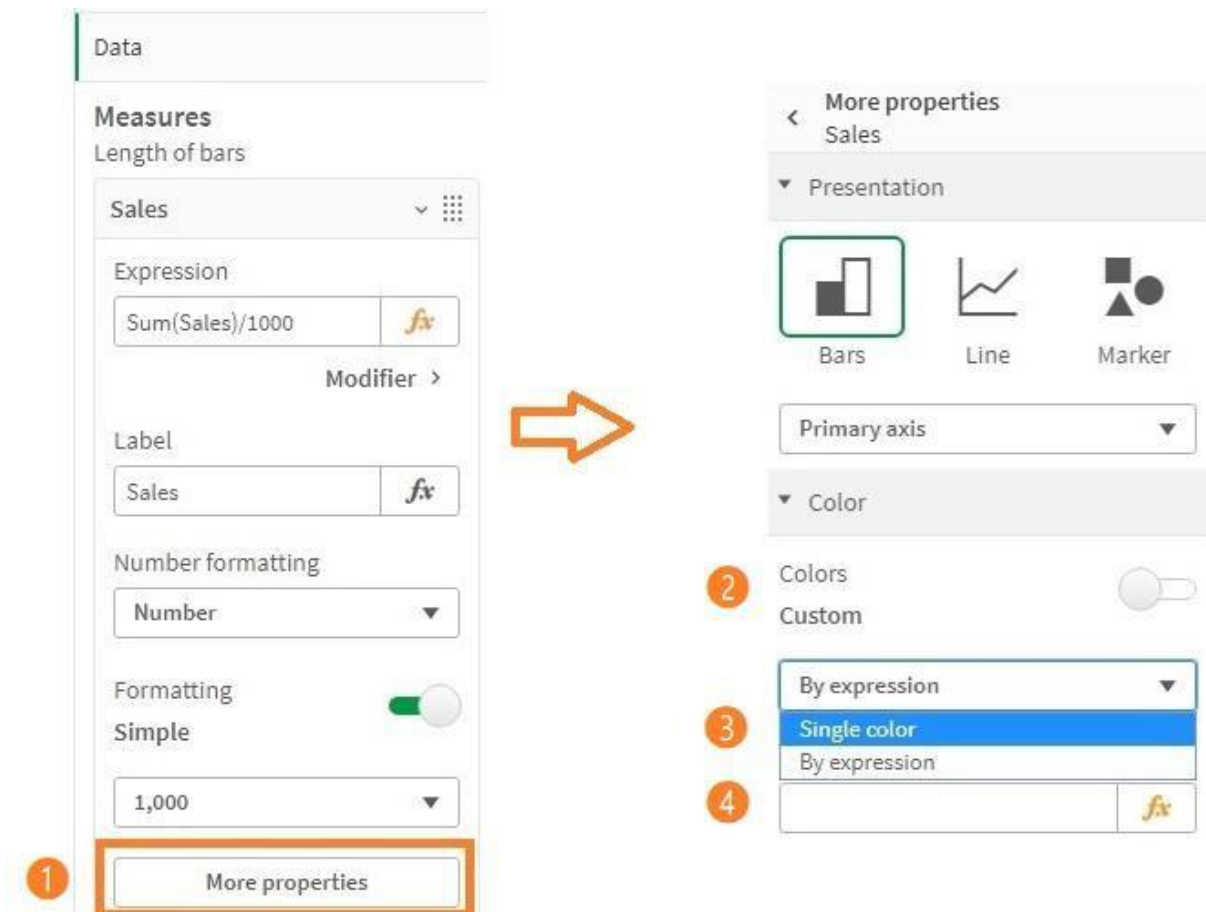 Data
Measures
Length of bars
Sales
Expression
Sum(Sales)/1000 fx
Modifier >
Label
Sales fx
Number formatting
Number
Formatting
Simple
1,000
1 More properties
< More properties
Sales
Presentation
Bars Line Marker
Primary axis
Color
2 Colors
Custom
By expression
3 Single color
By expression
4 fx